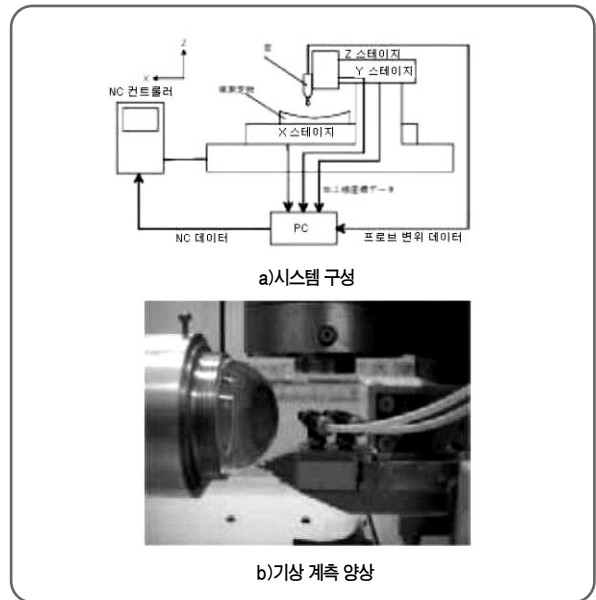 Z
X
Z 스테이지
Y 스테이지
NC 컨트롤러
X 스테이지
PC
NC 데이터
프로브 변위 데이터
a)시스템 구성
b)기상 계측 양상